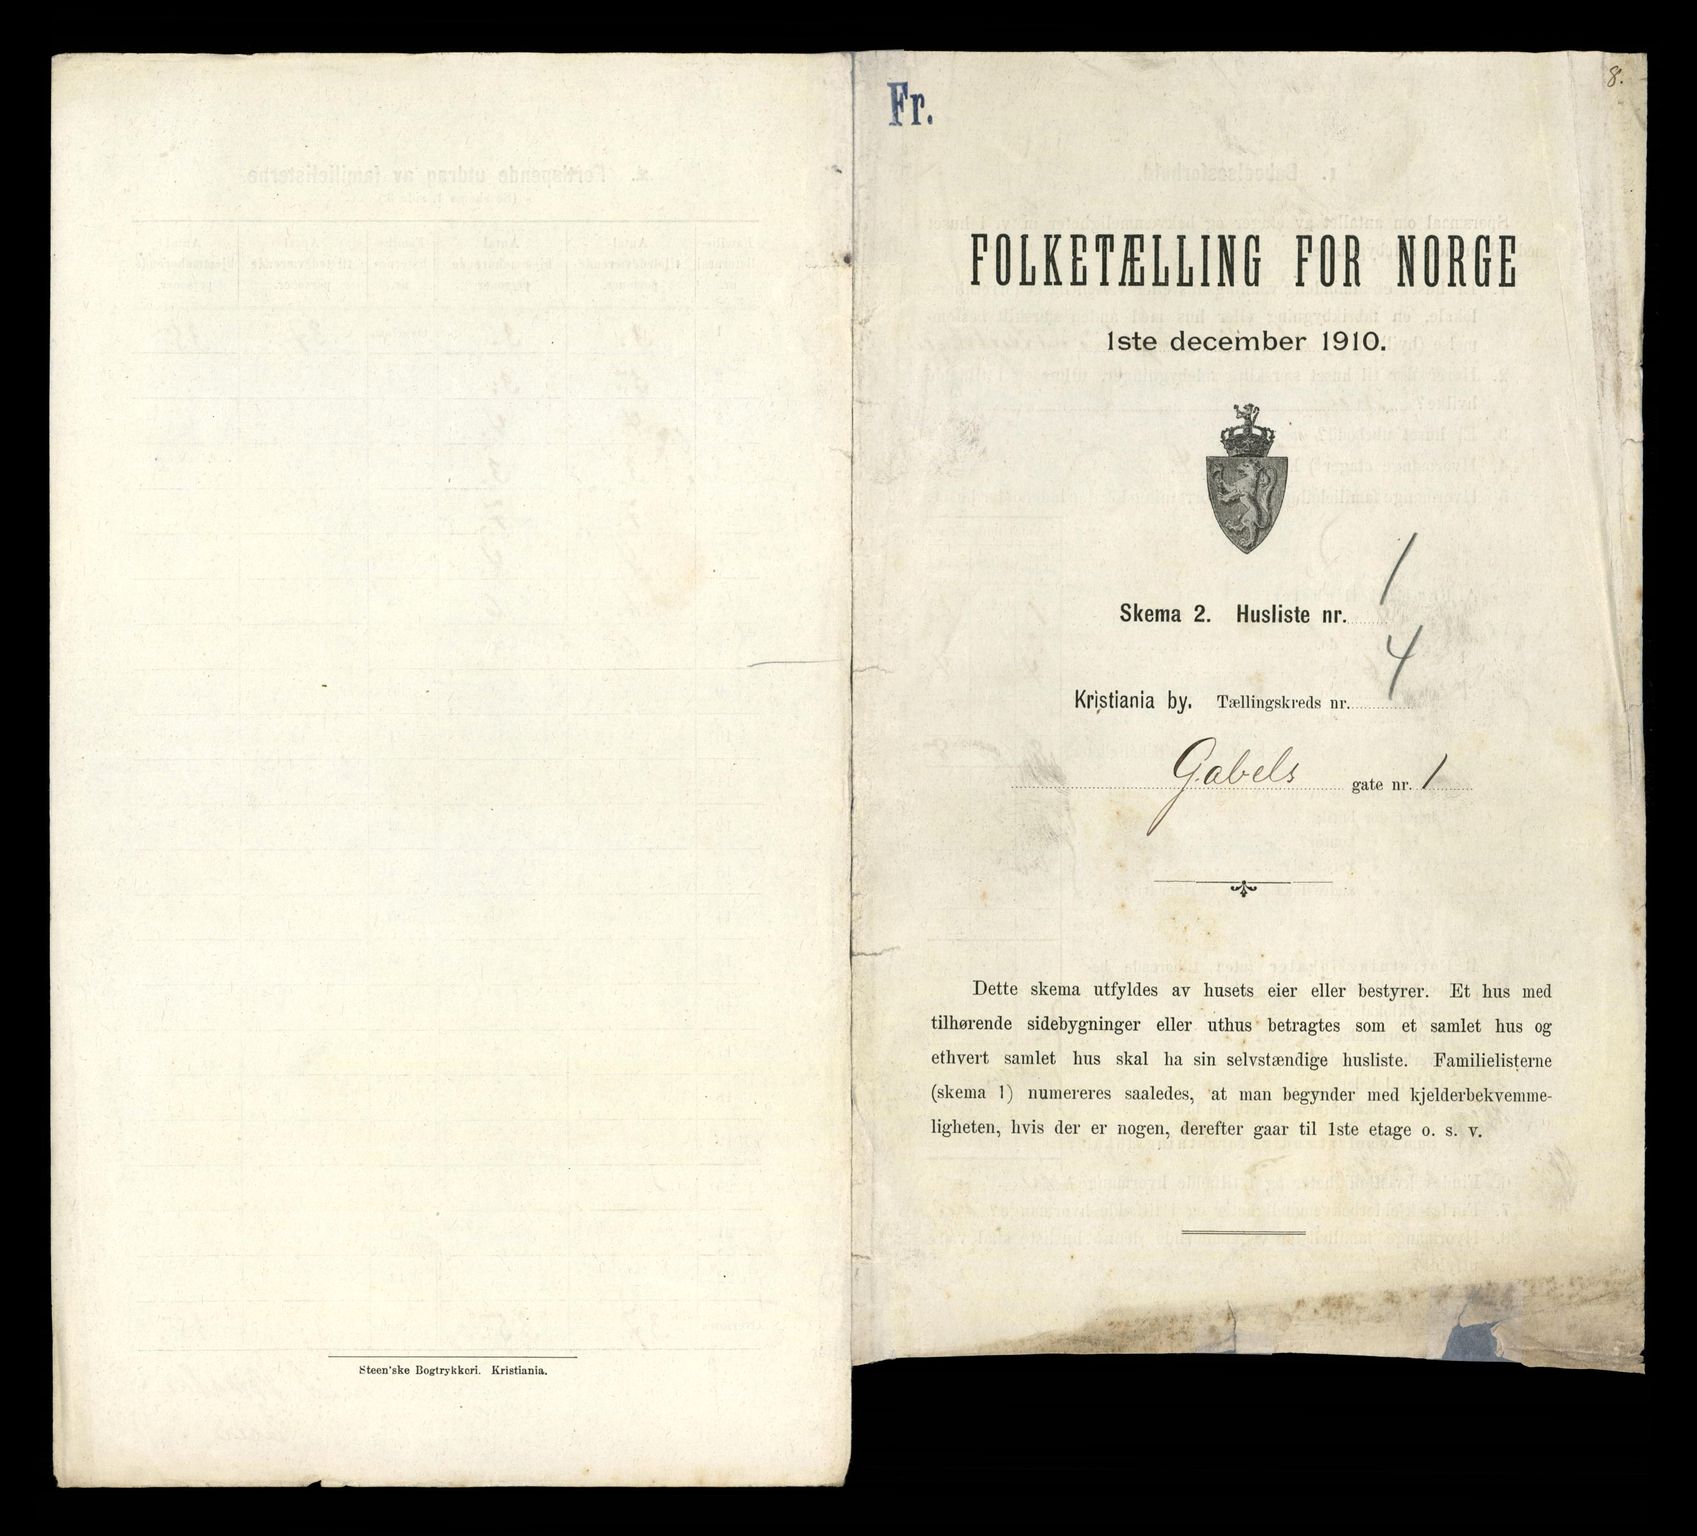 Steen'ske Bogtrykkeri. Kristiania.
8.
Fr.
FOLKETÆLLING FOR NORGE
1ste december 1910.
Skema 2. Husliste nr. 1
Kristiania by. Tællingskreds nr. 4
Gabels gate nr. 1
Dette skema utfyldes av husets eier eller bestyrer. Et hus med
tilhørende sidebygninger eller uthus betragtes som et samlet hus og
ethvert samlet hus skal ha sin selvstændige husliste. Familielisterne
(skema 1) numereres saaledes, at man begynder med kjelderbekvemme-
ligheten, hvis der er nogen, derefter gaar til 1ste etage o. s. v.